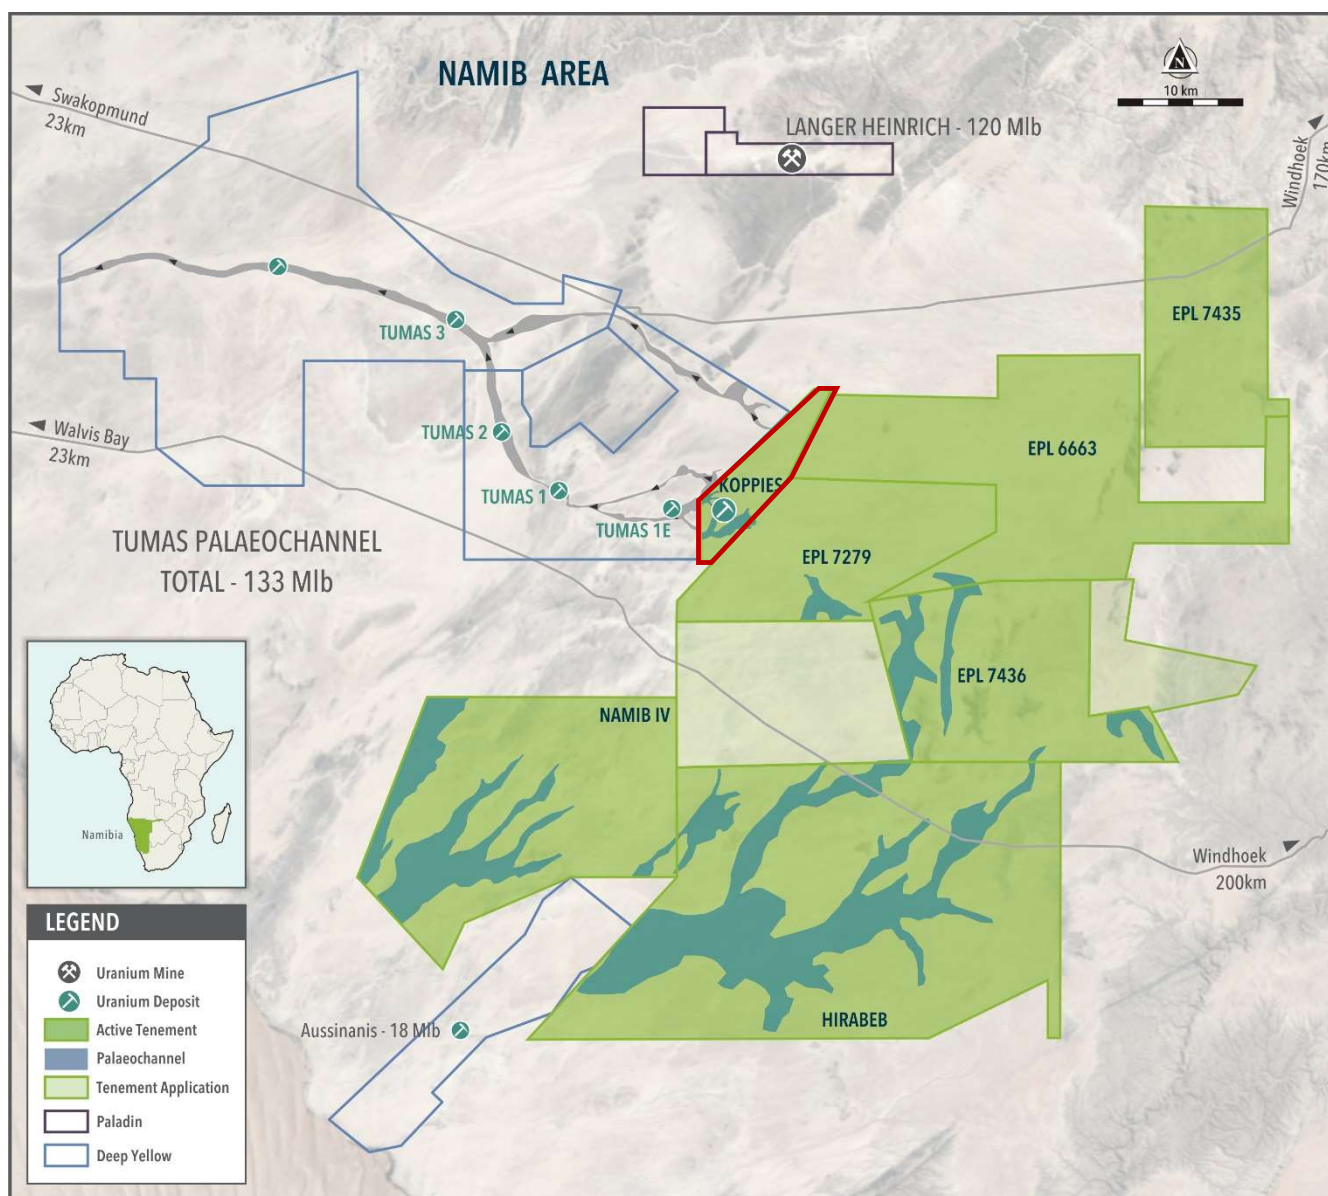 NAMIB AREA
N
10 km
Swakopmund
23km
LANGER HEINRICH - 120 Mlb
Windhoek
170km
EPL 7435
TUMAS 3
EPL 6663
TUMAS 2
Walvis Bay
23km
TUMAS 1
KOPPIES
TUMAS 1E
TUMAS PALAEOCHANNEL
TOTAL - 133 Mlb
EPL 7279
EPL 7436
NAMIB IV
Namibia
Windhoek
200km
HIRABEB
Aussinanis - 18 Mlb
LEGEND
Uranium Mine
Uranium Deposit
Active Tenement
Palaeochannel
Tenement Application
Paladin
Deep Yellow